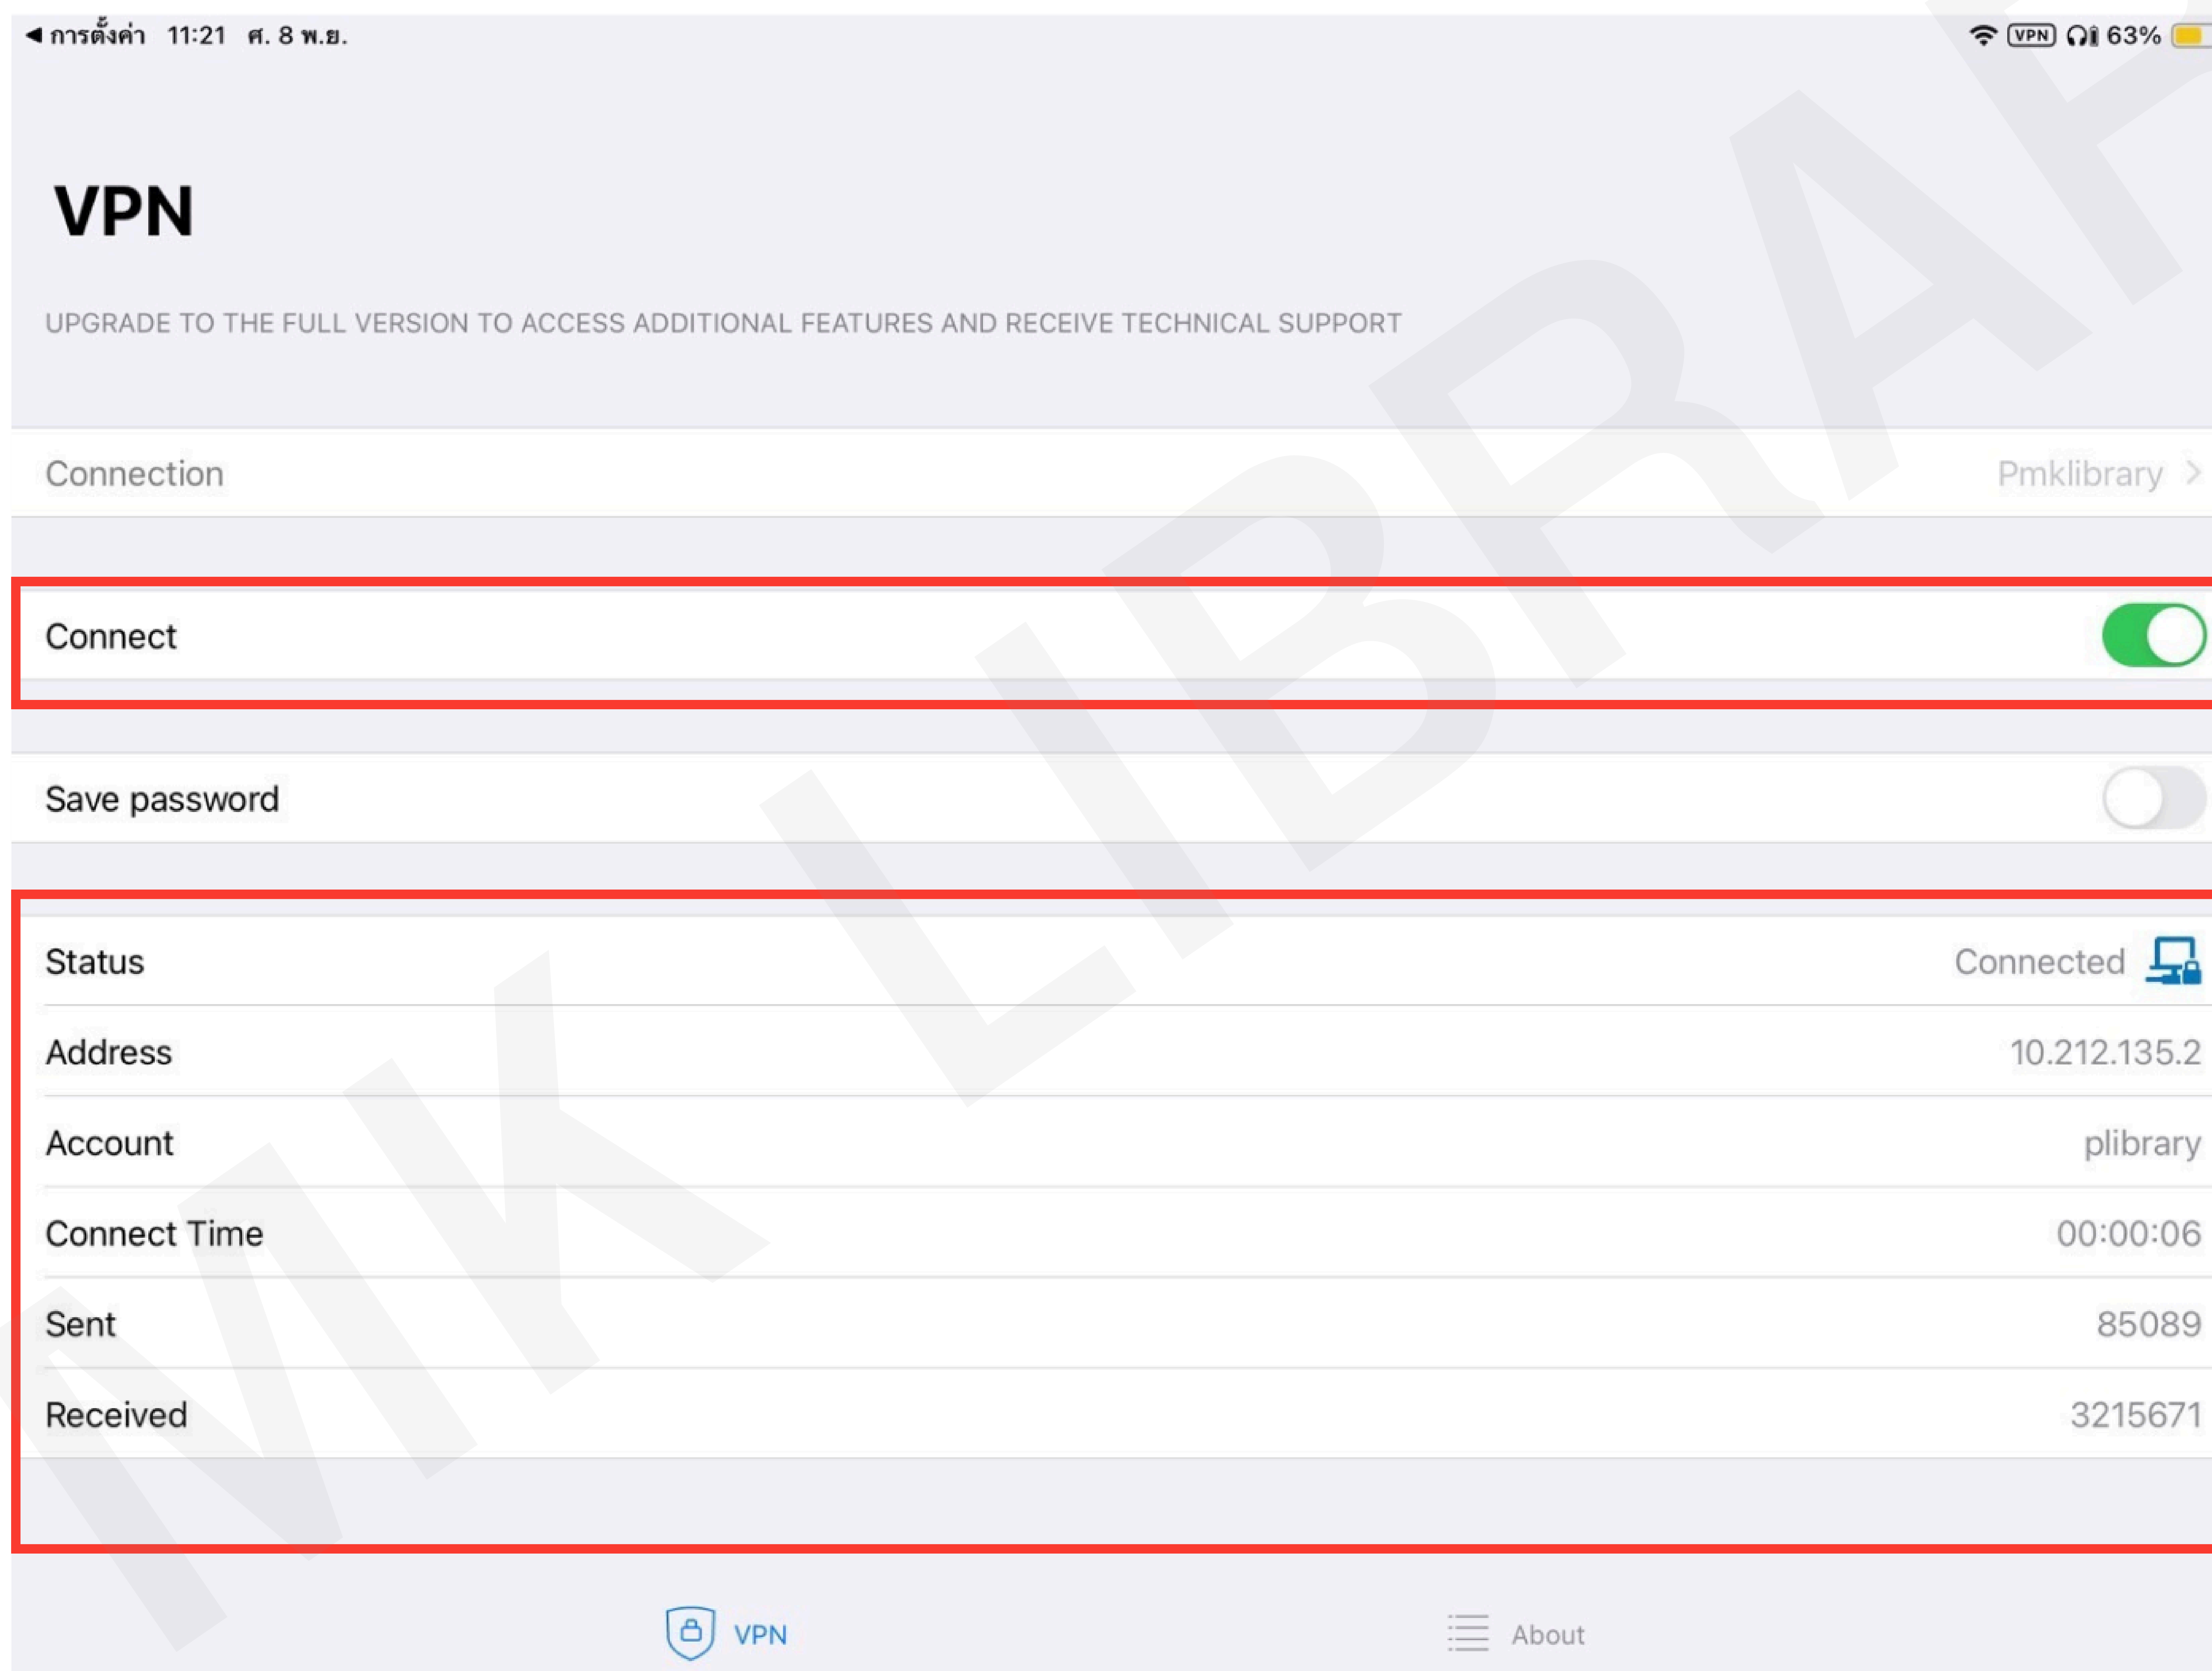 ◀ การตั้งค่า 11:21 ศ. 8 พ.ย. VPN 63%
VPN
UPGRADE TO THE FULL VERSION TO ACCESS ADDITIONAL FEATURES AND RECEIVE TECHNICAL SUPPORT
Connection Pmklibrary >
Connect
Save password
Status Connected
Address 10.212.135.2
Account plibrary
Connect Time 00:00:06
Sent 85089
Received 3215671
VPN About
MK LIBRAR